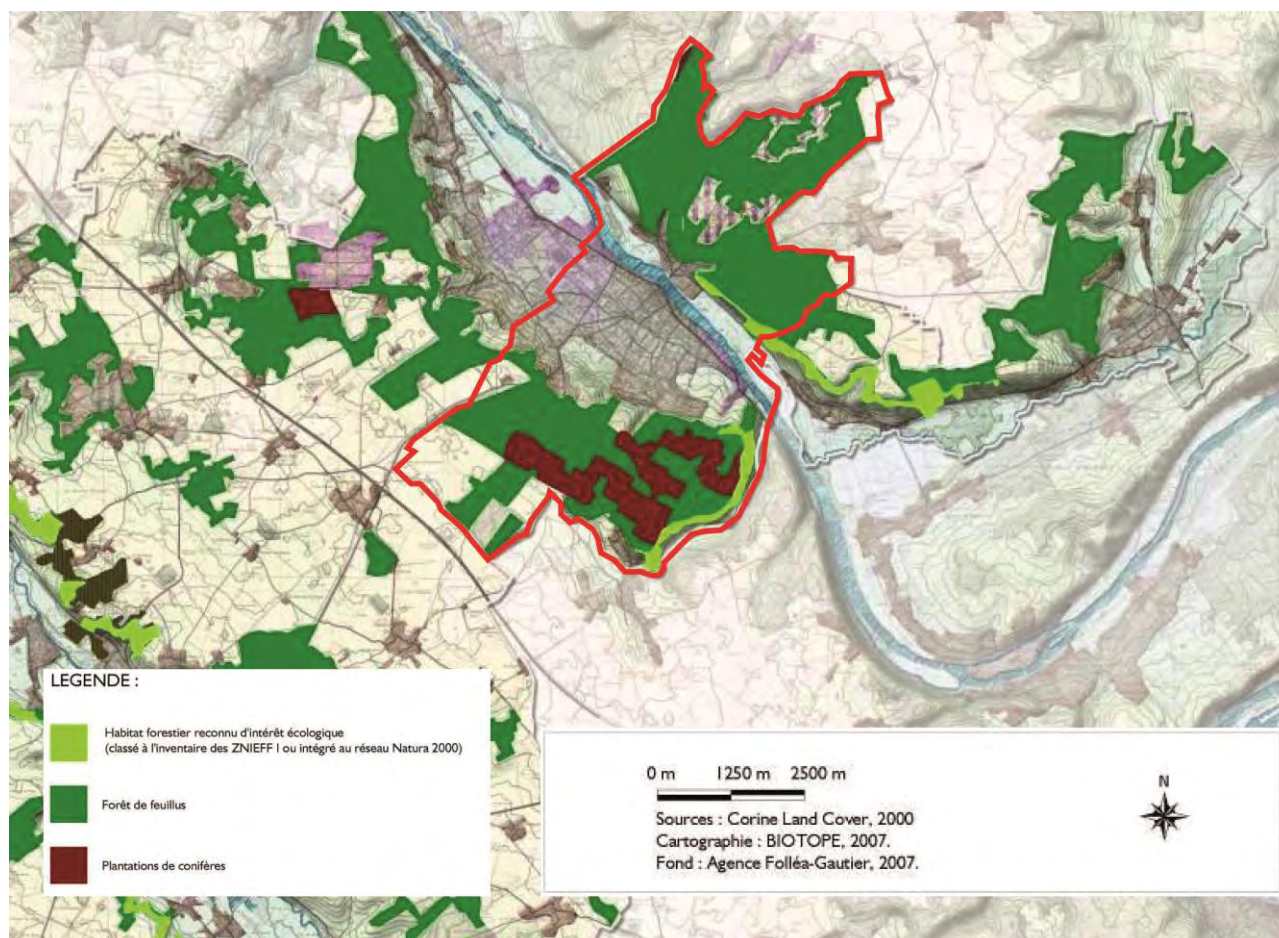 LEGENDE :
Habitat forestier reconnu d'intérêt écologique
(classé à l'inventaire des ZNIEFF I ou intégré au réseau Natura 2000)
Forêt de feuillus
Plantations de conifères
0 m 1250 m 2500 m
Sources : Corine Land Cover, 2000
Cartographie : BIOTOPE, 2007.
Fond : Agence Folléa-Gautier, 2007.
N